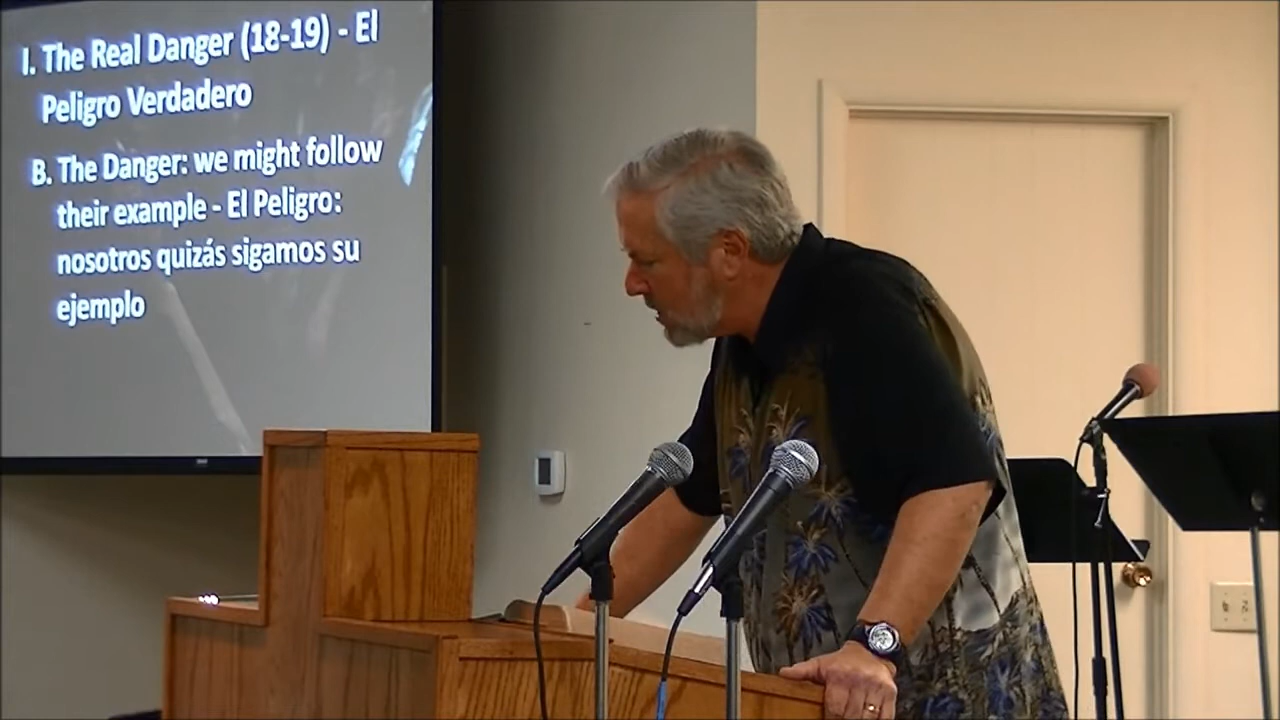 I. The Real Danger (18-19) - El
Peligro Verdadero
B. The Danger: we might follow
their example - El Peligro:
nosotros quizás sigamos su
ejemplo